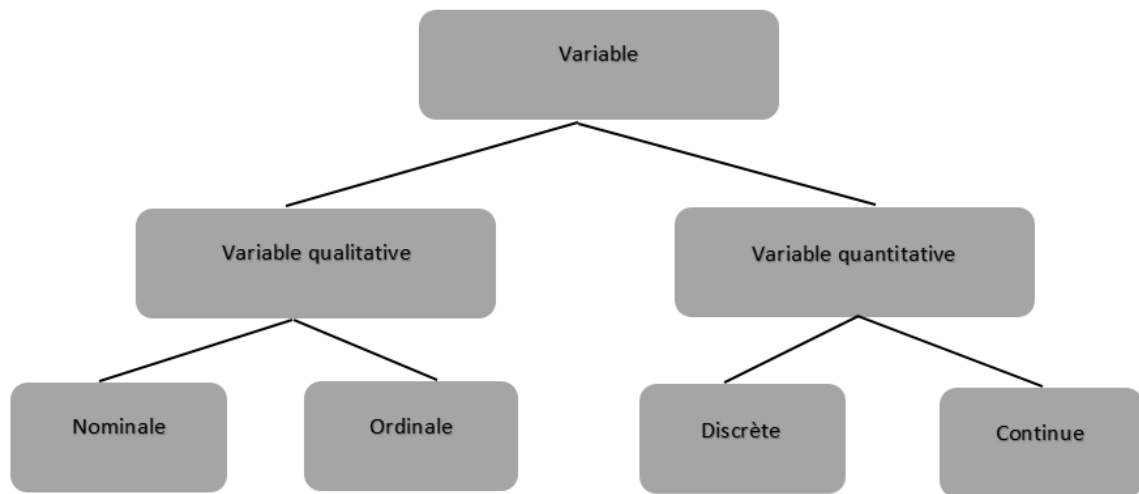 Variable
Variable qualitative
Variable quantitative
Nominale
Ordinale
Discrète
Continue